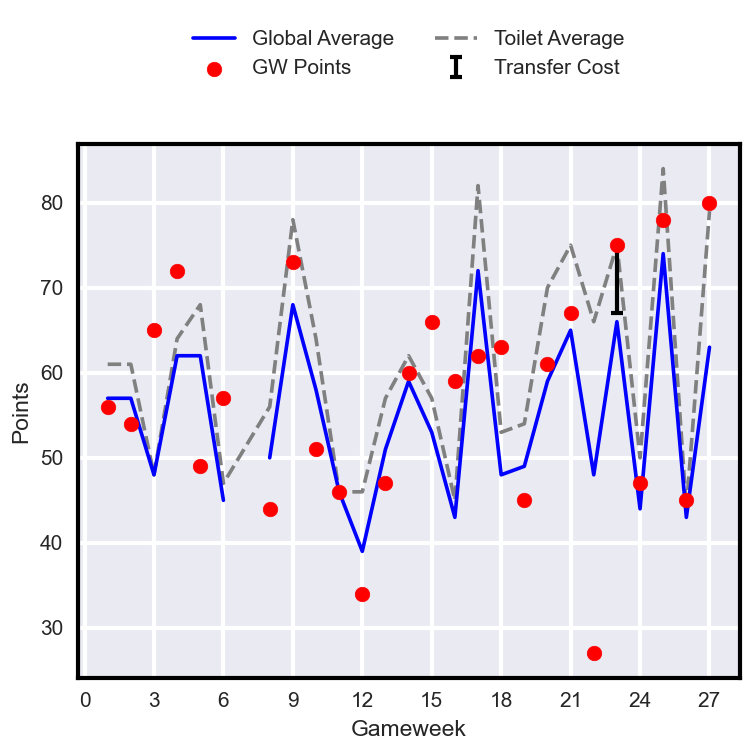 Global Average
GW Points
Toilet Average
Transfer Cost
80
70
60
50
40
30
Points
0 3 6 9 12 15 18 21 24 27
Gameweek